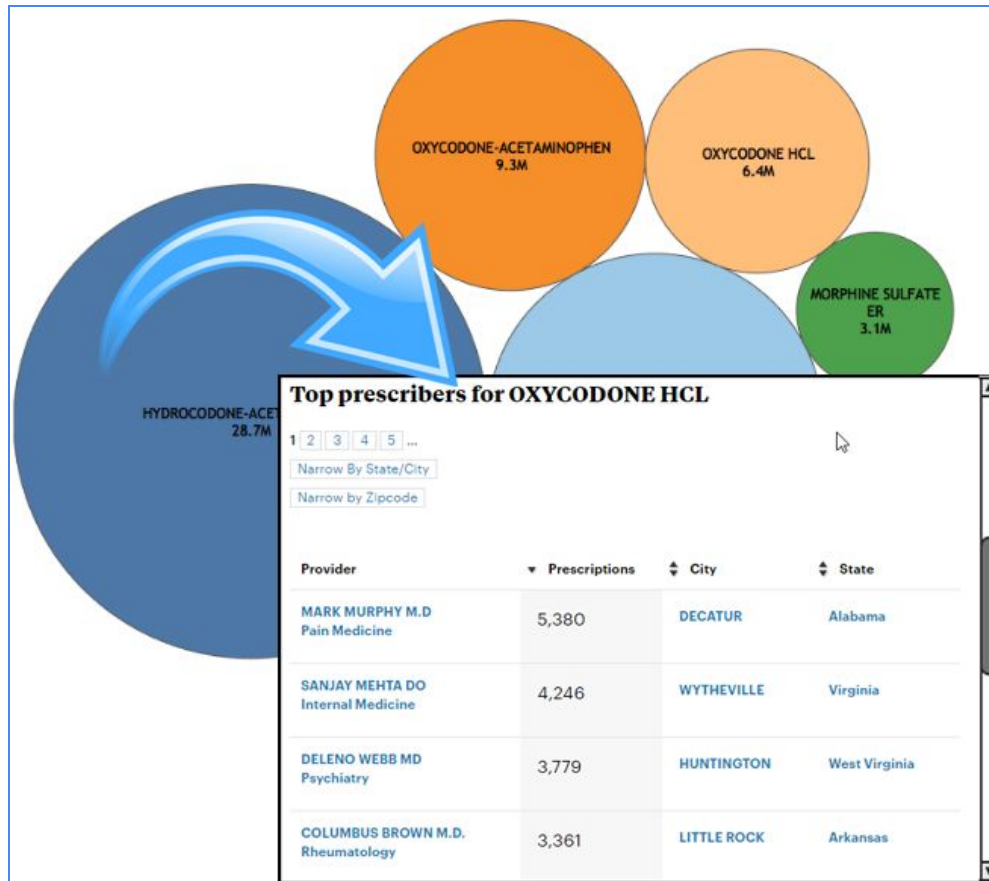 OXYCODONE-ACETAMINOPHEN
9.3M
OXYCODONE HCL
6.4M
MORPHINE SULFATE
ER
3.1M
HYDROCODONE-ACET
28.7M
Top prescribers for OXYCODONE HCL
1 2 3 4 5 ...
Narrow By State/City
Narrow by Zipcode
Provider Prescriptions City State
MARK MURPHY M.D 5,380 DECATUR Alabama
Pain Medicine
SANJAY MEHTA DO 4,246 WYTHEVILLE Virginia
Internal Medicine
DELENO WEBB MD 3,779 HUNTINGTON West Virginia
Psychiatry
COLUMBUS BROWN M.D. 3,361 LITTLE ROCK Arkansas
Rheumatology